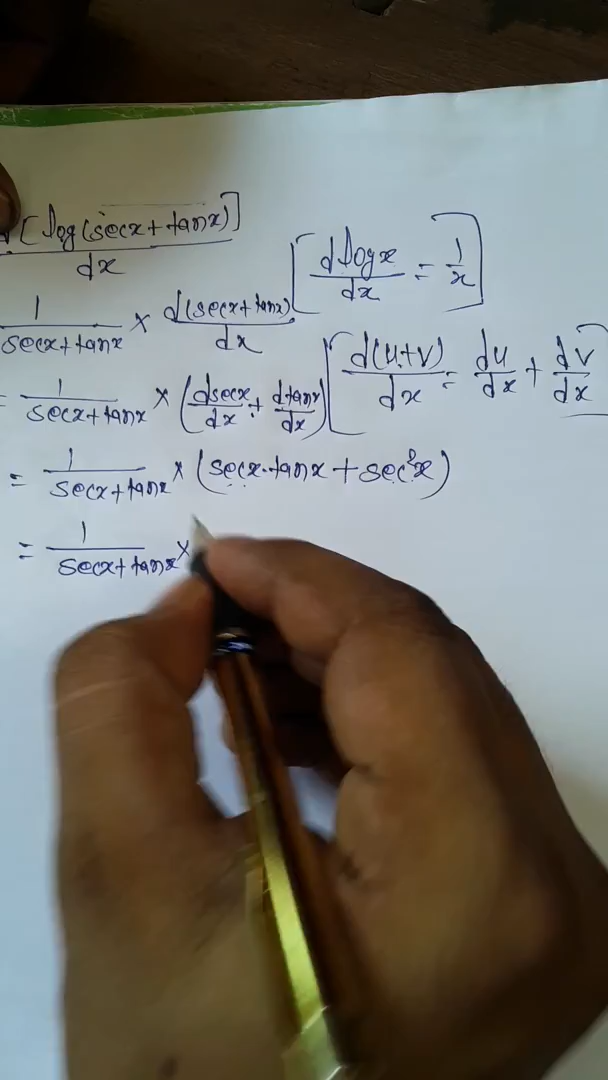 d[log(secx+tanx)]/dx [dlogx/dx = 1/x]
1/(secx+tanx) × d(secx+tanx)/dx
= 1/(secx+tanx) × (dsecx/dx + dtanx/dx) [d(u+v)/dx = du/dx + dv/dx]
= 1/(secx+tanx) × (secx.tanx + sec²x)
= 1/(secx+tanx) ×